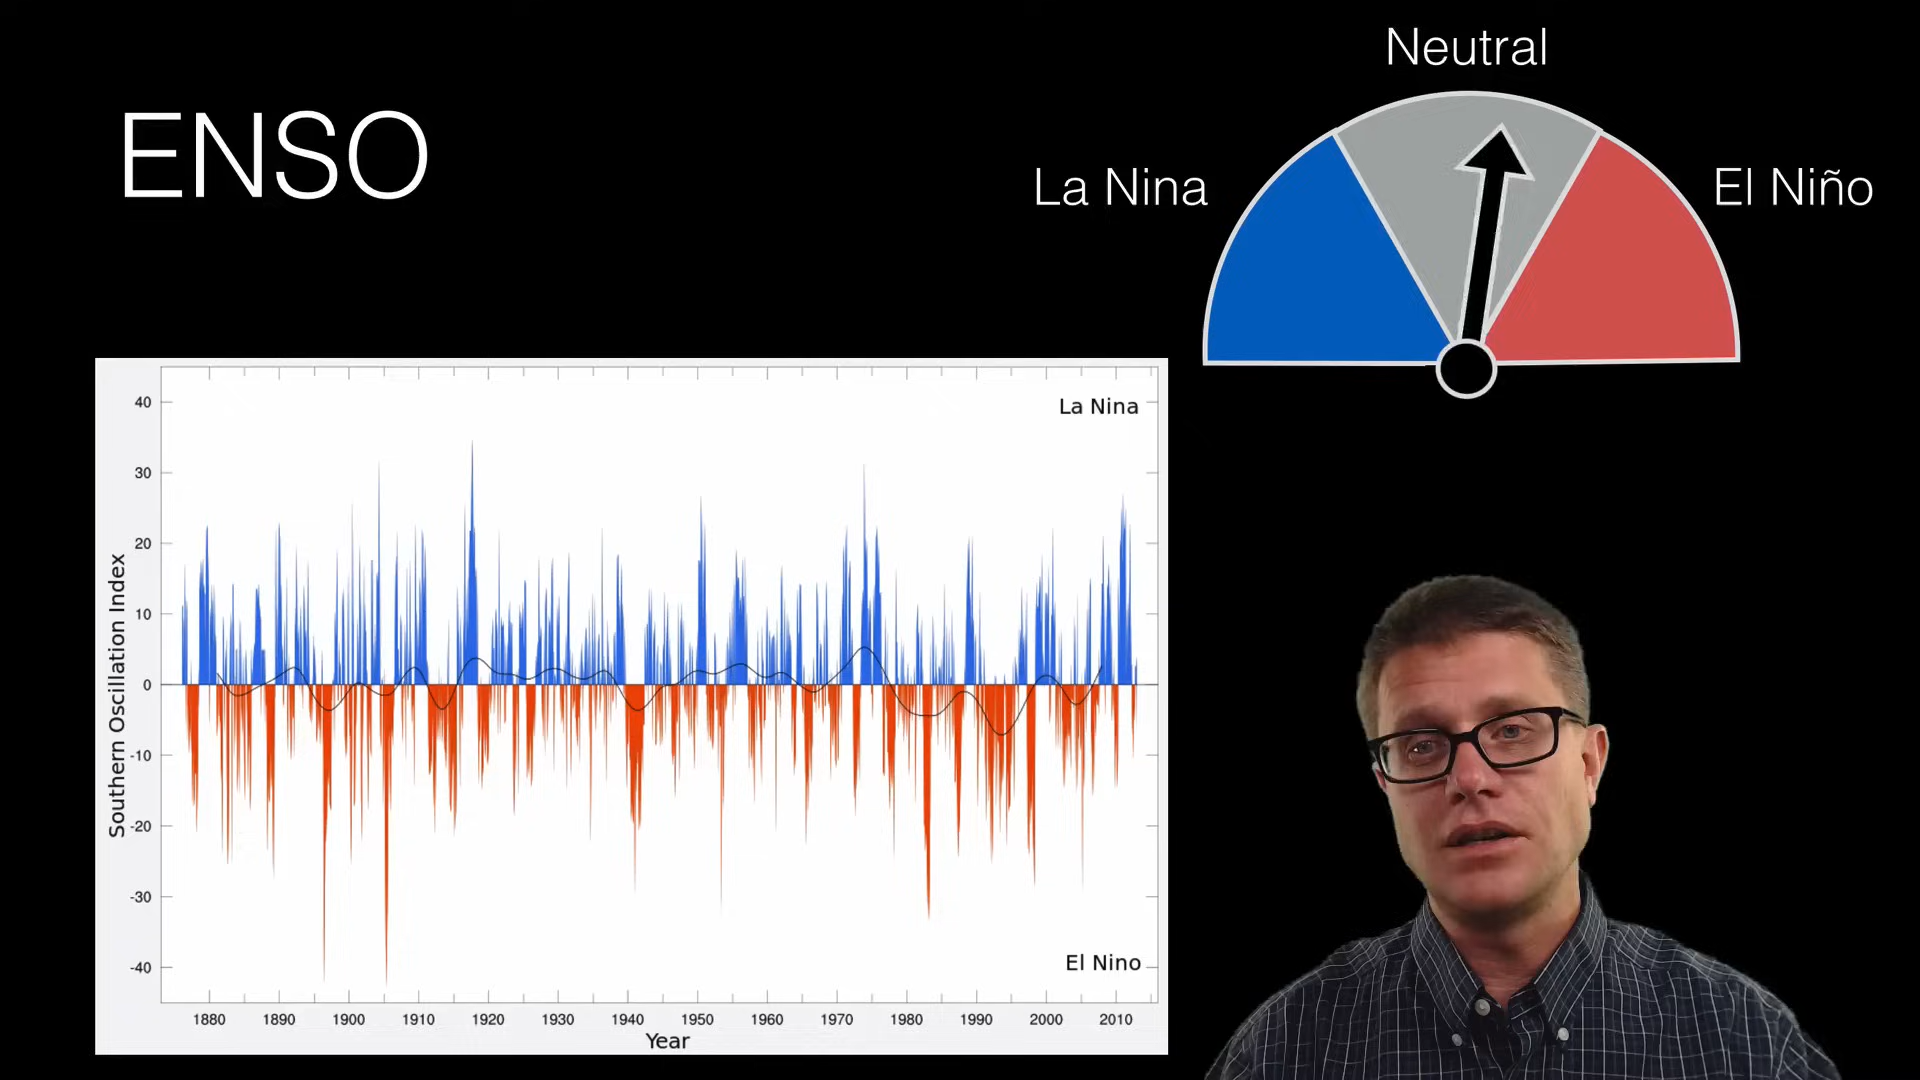 ENSO
Neutral
La Nina
El Niño
La Nina
40
30
20
10
0
-10
-20
-30
-40
Southern Oscillation Index
El Nino
1880 1890 1900 1910 1920 1930 1940 1950 1960 1970 1980 1990 2000 2010
Year